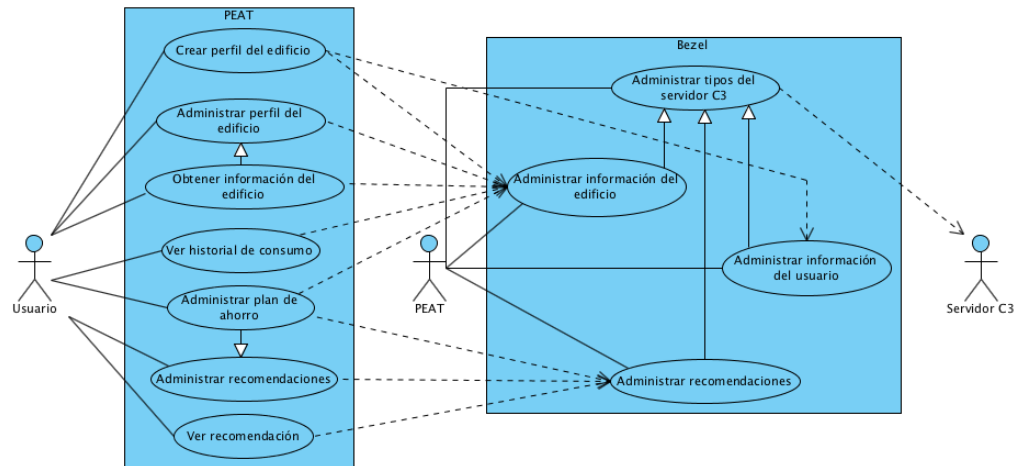 PEAT
Crear perfil del edificio
Administrar perfil del
edificio
Obtener información del
edificio
Ver historial de consumo
Administrar plan de
ahorro
Administrar recomendaciones
Ver recomendación
Usuario
Bezel
Administrar tipos del
servidor C3
Administrar información del
edificio
Administrar información
del usuario
Administrar recomendaciones
PEAT
Servidor C3